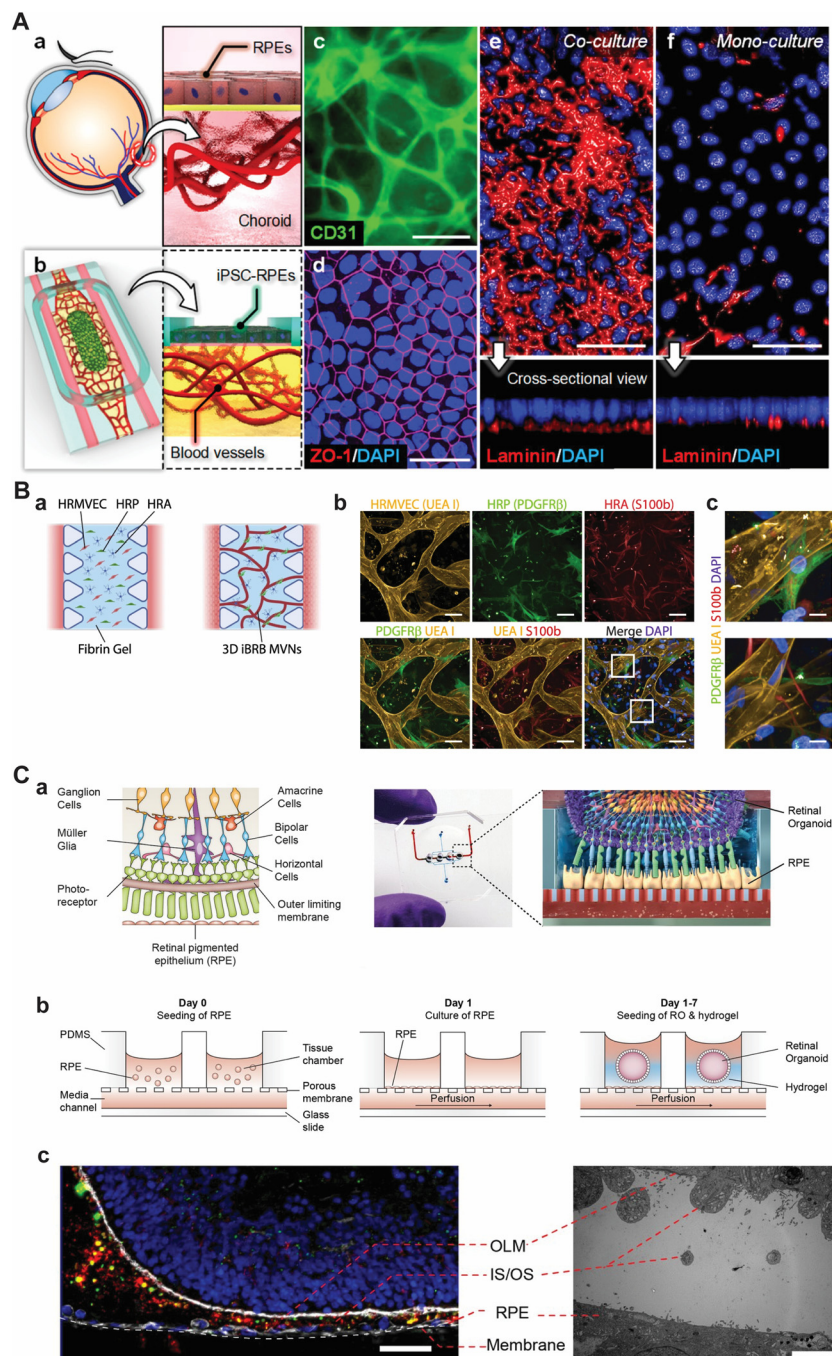 A
a
RPEs
Choroid
c
CD31
e
Co-culture
f
Mono-culture
b
iPSC-RPEs
Blood vessels
d
ZO-1/DAPI
Cross-sectional view
Laminin/DAPI
Laminin/DAPI
B
a
HRMVEC
HRP
HRA
Fibrin Gel
3D iBRB MVNs
b
HRMVEC (UEA I)
HRP (PDGFRβ)
HRA (S100b)
PDGFRβ UEA I
UEA I S100b
Merge DAPI
c
PDGFRβ UEA I S100b DAPI
C
a
Ganglion
Cells
Müller
Glia
Photo-
receptor
Amacrine
Cells
Bipolar
Cells
Horizontal
Cells
Outer limiting
membrane
Retinal pigmented
epithelium (RPE)
Retinal
Organoid
RPE
b
Day 0
Seeding of RPE
PDMS
RPE
Media
channel
Tissue
chamber
Porous
membrane
Glass
slide
Day 1
Culture of RPE
RPE
Perfusion
Day 1-7
Seeding of RO & hydrogel
Retinal
Organoid
Hydrogel
Perfusion
c
OLM
IS/OS
RPE
Membrane